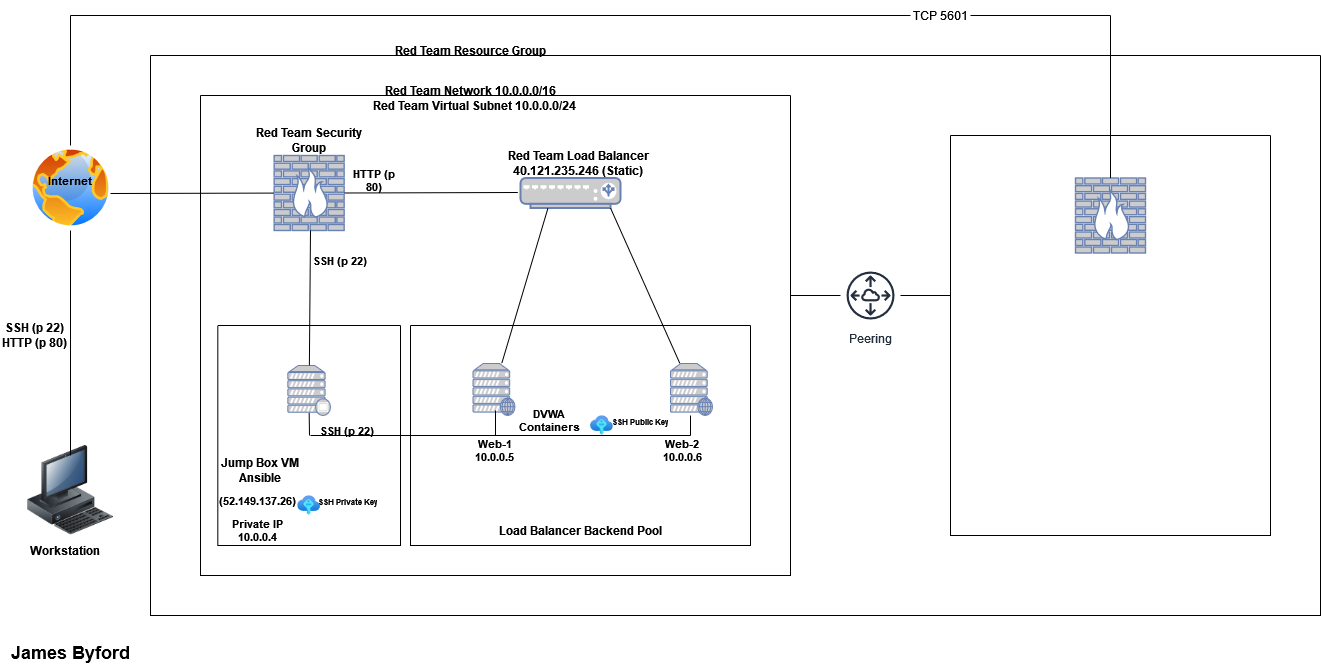 TCP 5601
Red Team Resource Group
Red Team Network 10.0.0.0/16
Red Team Virtual Subnet 10.0.0.0/24
Red Team Security
Group
Red Team Load Balancer
40.121.235.246 (Static)
HTTP (p
80)
Internet
SSH (p 22)
SSH (p 22)
HTTP (p 80)
Peering
DVWA
Containers
SSH Public Key
SSH (p 22)
Web-1
10.0.0.5
Web-2
10.0.0.6
Jump Box VM
Ansible
(52.149.137.26)
SSH Private Key
Private IP
10.0.0.4
Load Balancer Backend Pool
Workstation
James Byford